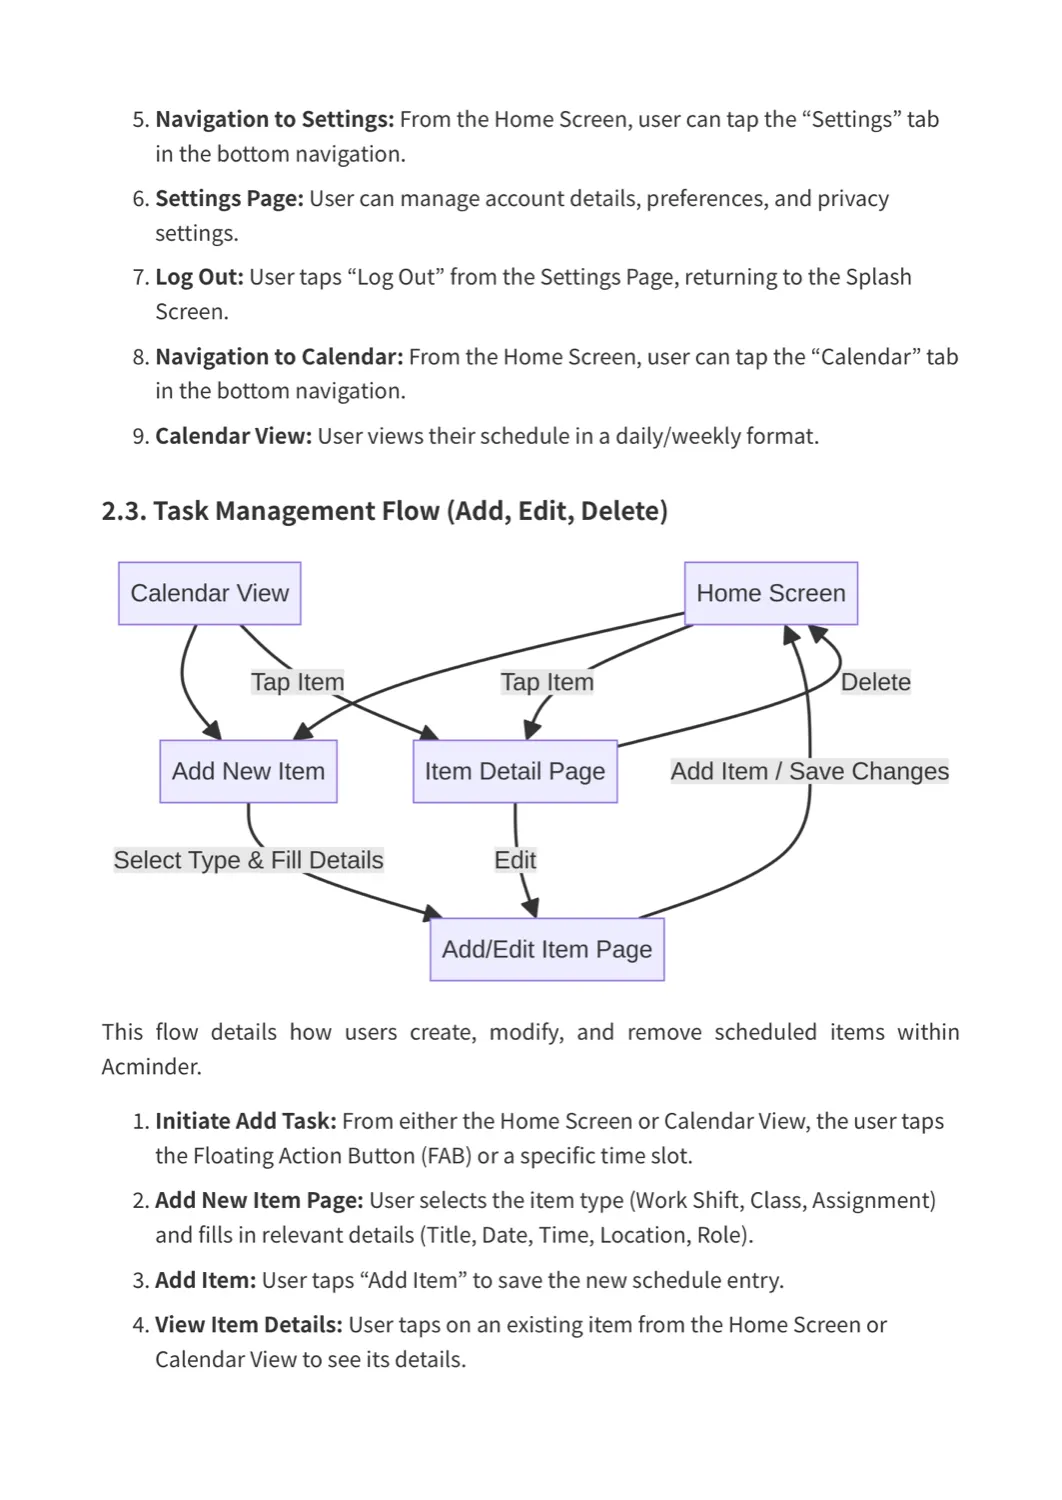 5. Navigation to Settings: From the Home Screen, user can tap the “Settings” tab
in the bottom navigation.
6. Settings Page: User can manage account details, preferences, and privacy
settings.
7. Log Out: User taps “Log Out” from the Settings Page, returning to the Splash
Screen.
8. Navigation to Calendar: From the Home Screen, user can tap the “Calendar” tab
in the bottom navigation.
9. Calendar View: User views their schedule in a daily/weekly format.
2.3. Task Management Flow (Add, Edit, Delete)
Calendar View
Home Screen
Tap Item
Tap Item
Delete
Add New Item
Item Detail Page
Add Item / Save Changes
Select Type & Fill Details
Edit
Add/Edit Item Page
This flow details how users create, modify, and remove scheduled items within
Acminder.
1. Initiate Add Task: From either the Home Screen or Calendar View, the user taps
the Floating Action Button (FAB) or a specific time slot.
2. Add New Item Page: User selects the item type (Work Shift, Class, Assignment)
and fills in relevant details (Title, Date, Time, Location, Role).
3. Add Item: User taps “Add Item” to save the new schedule entry.
4. View Item Details: User taps on an existing item from the Home Screen or
Calendar View to see its details.